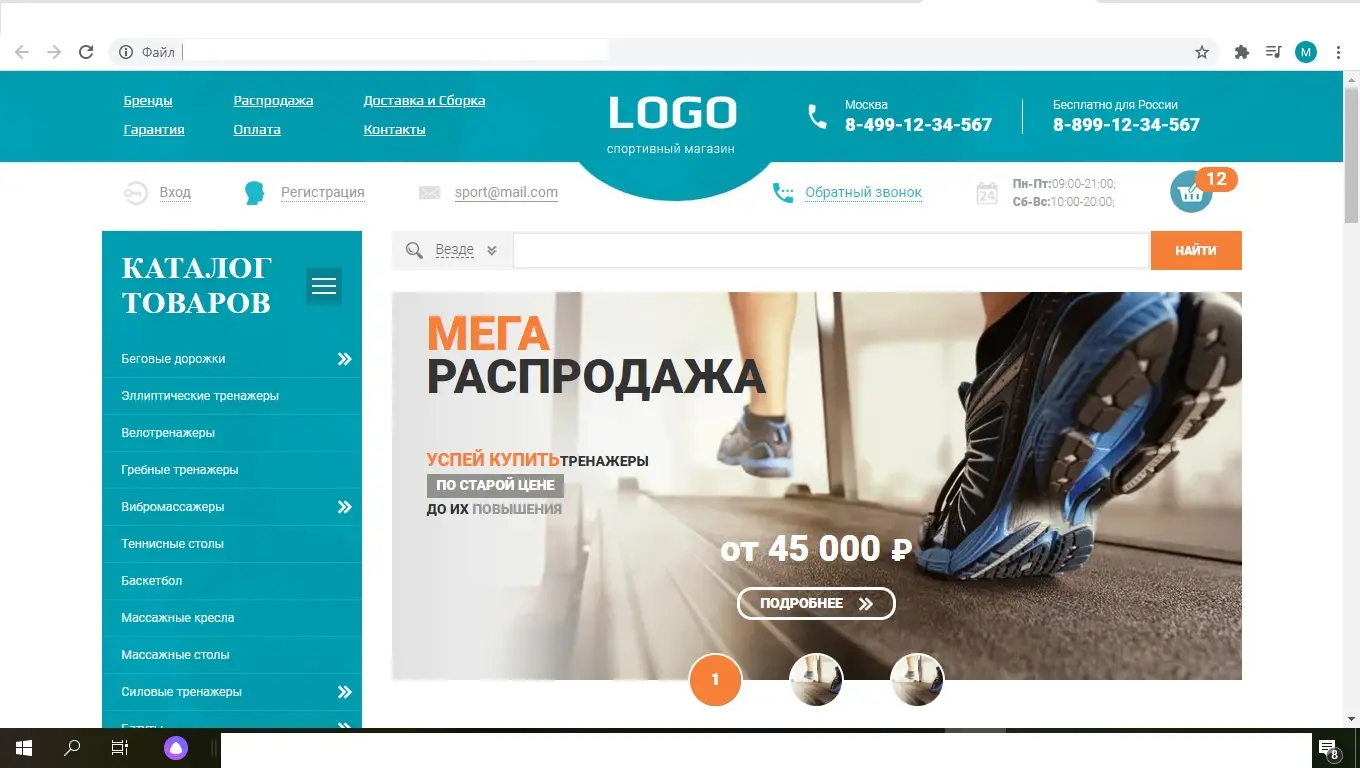 Файл
M
Бренды Распродажа Доставка и Сборка
Гарантия Оплата Контакты
LOGO
спортивный магазин
Москва
8-499-12-34-567
Бесплатно для России
8-899-12-34-567
Вход
Регистрация
sport@mail.com
Обратный звонок
24
Пн-Пт:09:00-21:00;
Сб-Вс:10:00-20:00;
12
КАТАЛОГ
ТОВАРОВ
Везде
НАЙТИ
Беговые дорожки
Эллиптические тренажеры
Велотренажеры
Гребные тренажеры
Вибромассажеры
Теннисные столы
Баскетбол
Массажные кресла
Массажные столы
Силовые тренажеры
Батуты
МЕГА
РАСПРОДАЖА
УСПЕЙ КУПИТЬТРЕНАЖЕРЫ
ПО СТАРОЙ ЦЕНЕ
ДО ИХ ПОВЫШЕНИЯ
от 45 000 ₽
ПОДРОБНЕЕ
1
8